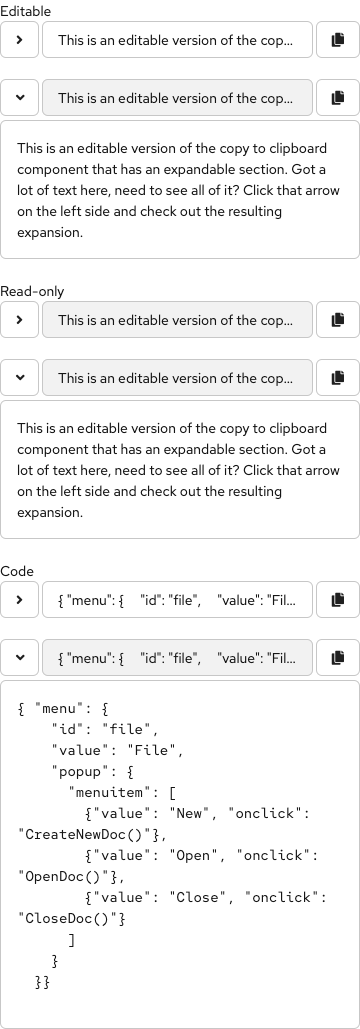 Editable
This is an editable version of the cop...
This is an editable version of the cop...
This is an editable version of the copy to clipboard
component that has an expandable section. Got a
lot of text here, need to see all of it? Click that arrow
on the left side and check out the resulting
expansion.
Read-only
This is an editable version of the cop...
This is an editable version of the cop...
This is an editable version of the copy to clipboard
component that has an expandable section. Got a
lot of text here, need to see all of it? Click that arrow
on the left side and check out the resulting
expansion.
Code
{ "menu": {    "id": "file",    "value": "Fil...
{ "menu": {    "id": "file",    "value": "Fil...
{ "menu": {
    "id": "file",
    "value": "File",
    "popup": {
      "menuitem": [
        {"value": "New", "onclick":
"CreateNewDoc()"},
        {"value": "Open", "onclick":
"OpenDoc()"},
        {"value": "Close", "onclick":
"CloseDoc()"}
      ]
    }
  }}